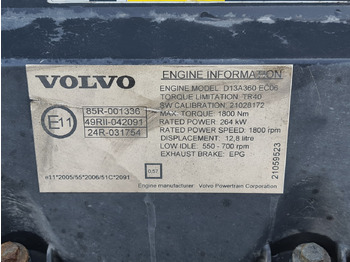 VOLVO
ENGINE INFORMATION
ENGINE MODEL: D13A360 EC06
TORQUE LIMITATION: TR40
SW CALIBRATION: 21028172
MAX. TORQUE: 1800 Nm
RATED POWER: 264 kW
RATED POWER SPEED: 1800 rpm
DISPLACEMENT: 12,8 litre
LOW IDLE: 550 - 700 rpm
EXHAUST BRAKE: EPG
E11
85R-001336
49RII-042091
24R-031754
e11*2005/55*2006/51C*2091
0.57
Engine manufacturer: Volvo Powertrain Corporation
21059523